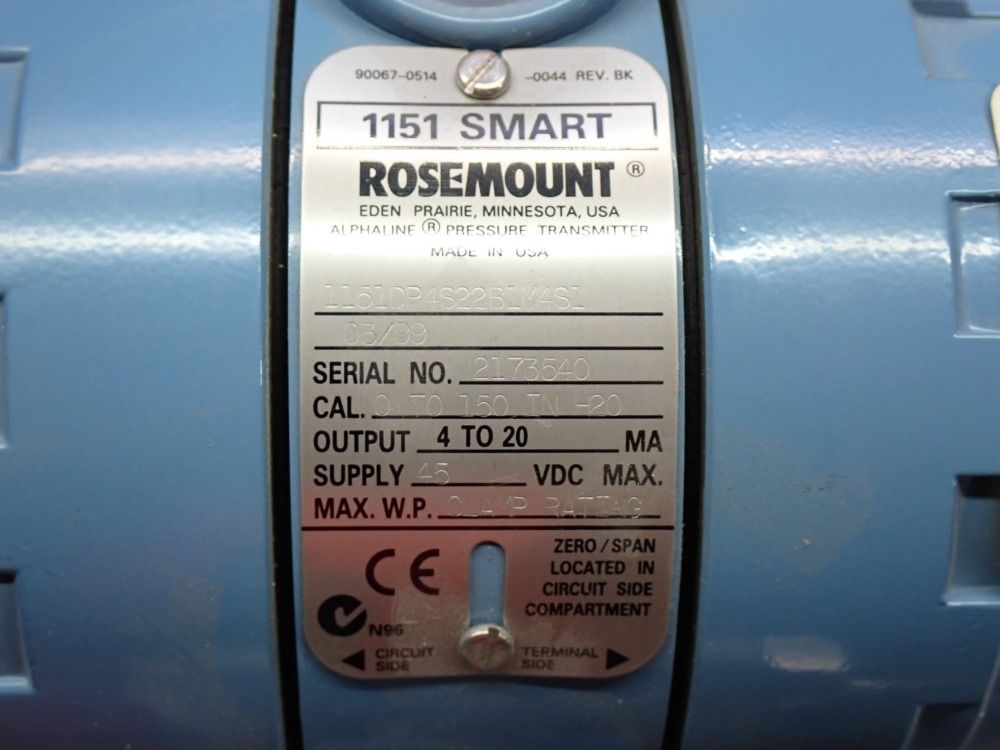 90067-0514 -0044 REV. BK
1151 SMART
ROSEMOUNT ®
EDEN PRAIRIE, MINNESOTA, USA
ALPHALINE ® PRESSURE TRANSMITTER
MADE IN USA
1151DP4S22B1M4S1
03/99
SERIAL NO. 2173540
CAL. 0 TO 150 IN
OUTPUT 4 TO 20 MA
SUPPLY 45 VDC MAX.
MAX. W.P. CLAMP RATING
CE
ZERO/SPAN
LOCATED IN
CIRCUIT SIDE
COMPARTMENT
N96
CIRCUIT SIDE
TERMINAL SIDE